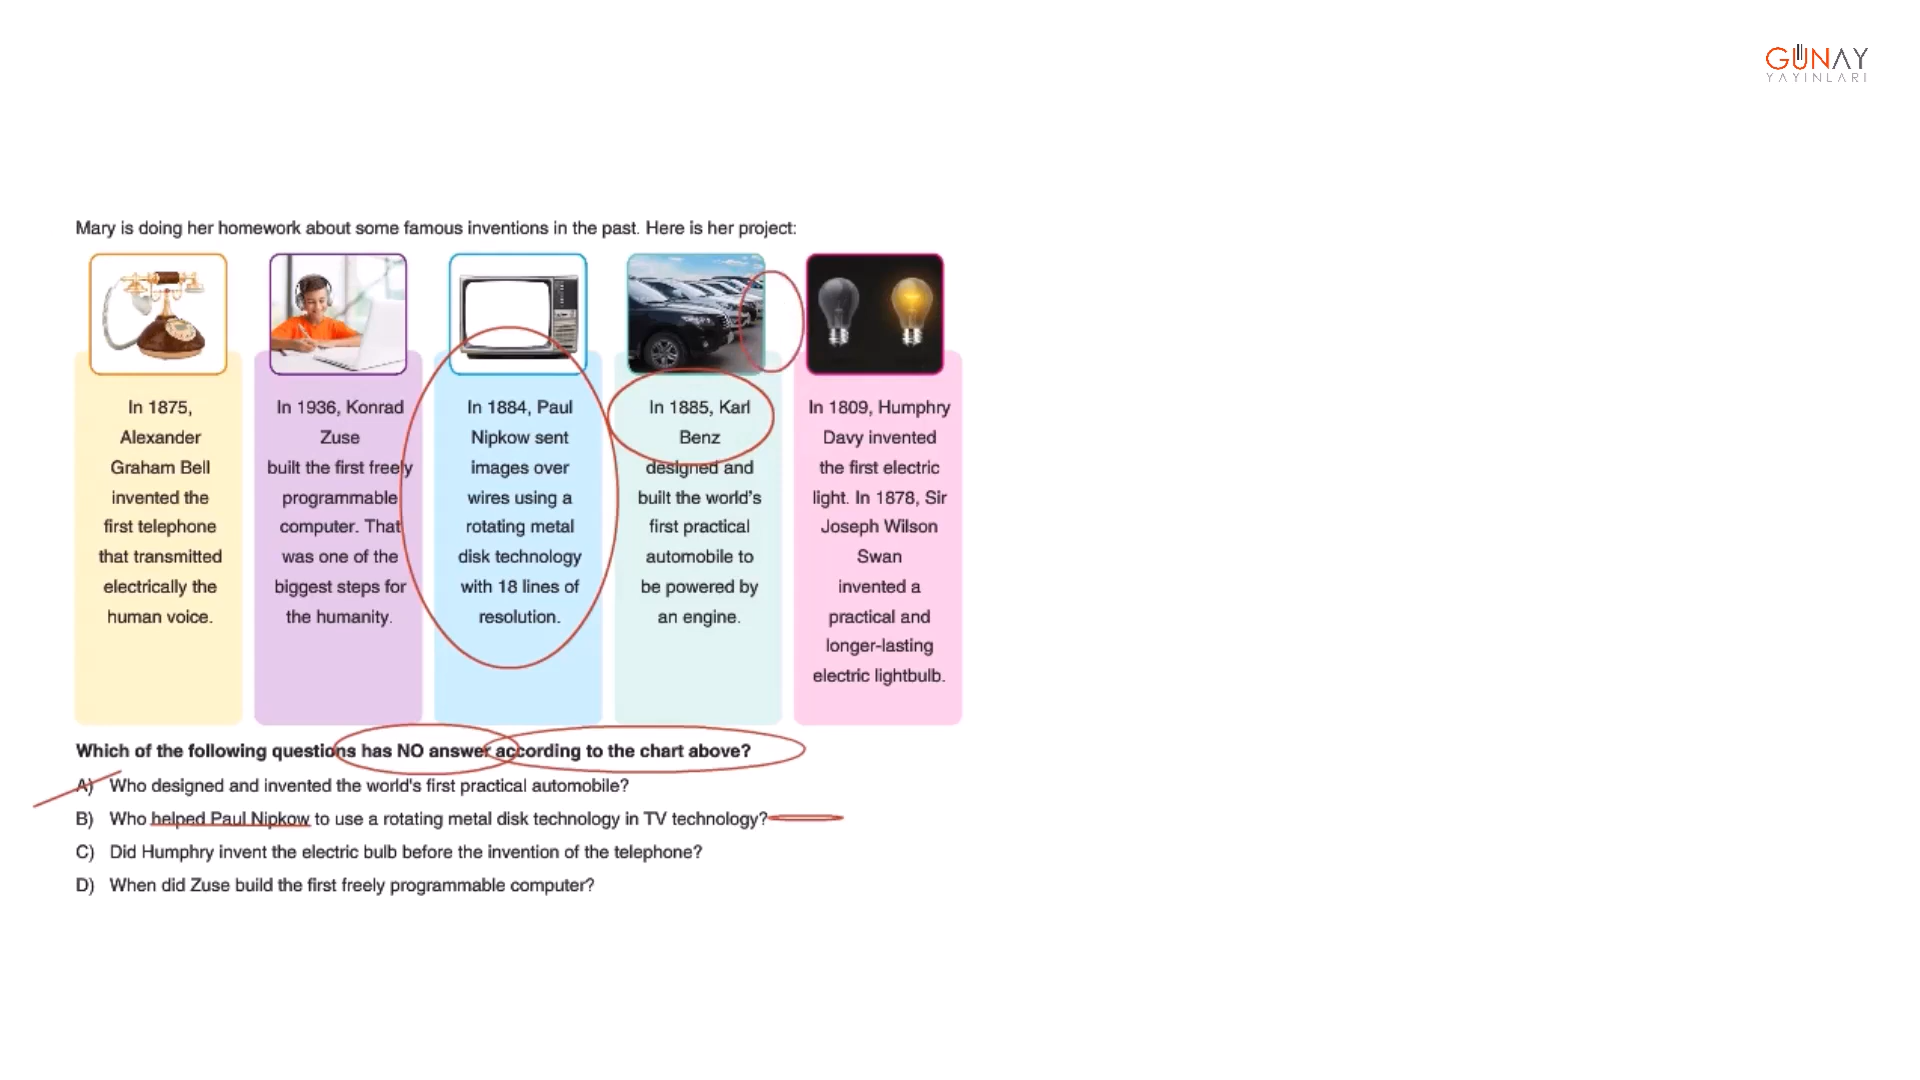 GÜNAY
YAYINLARI
Mary is doing her homework about some famous inventions in the past. Here is her project:
In 1875,
Alexander
Graham Bell
invented the
first telephone
that transmitted
electrically the
human voice.
In 1936, Konrad
Zuse
built the first freely
programmable
computer. That
was one of the
biggest steps for
the humanity.
In 1884, Paul
Nipkow sent
images over
wires using a
rotating metal
disk technology
with 18 lines of
resolution.
In 1885, Karl
Benz
designed and
built the world's
first practical
automobile to
be powered by
an engine.
In 1809, Humphry
Davy invented
the first electric
light. In 1878, Sir
Joseph Wilson
Swan
invented a
practical and
longer-lasting
electric lightbulb.
Which of the following questions has NO answer according to the chart above?
A) Who designed and invented the world's first practical automobile?
B) Who helped Paul Nipkow to use a rotating metal disk technology in TV technology?
C) Did Humphry invent the electric bulb before the invention of the telephone?
D) When did Zuse build the first freely programmable computer?